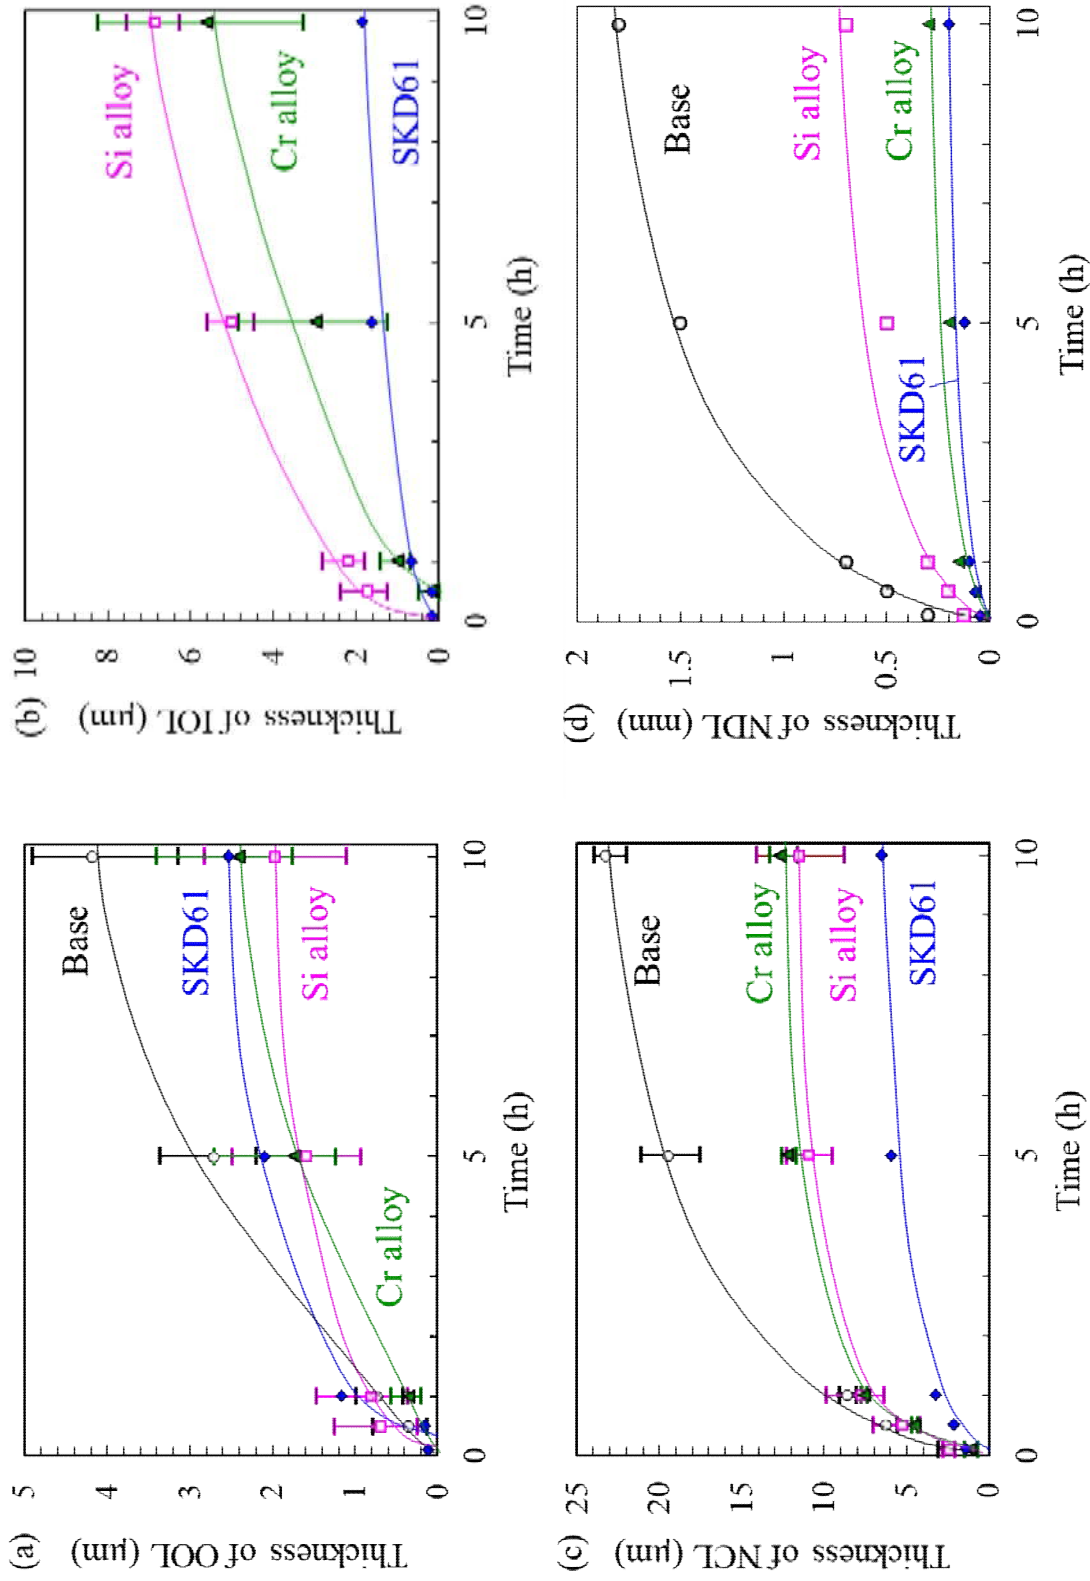 (a)
Thickness of OOL (μm)
5
4
3
2
1
0
Base
SKD61
Si alloy
Cr alloy
0
5
10
Time (h)
(b)
Thickness of IOL (μm)
10
8
6
4
2
0
Si alloy
Cr alloy
SKD61
0
5
10
Time (h)
(c)
Thickness of NCL (μm)
25
20
15
10
5
0
Base
Cr alloy
Si alloy
SKD61
0
5
10
Time (h)
(d)
Thickness of NDL (mm)
2
1.5
1
0.5
0
Base
Si alloy
Cr alloy
SKD61
0
5
10
Time (h)